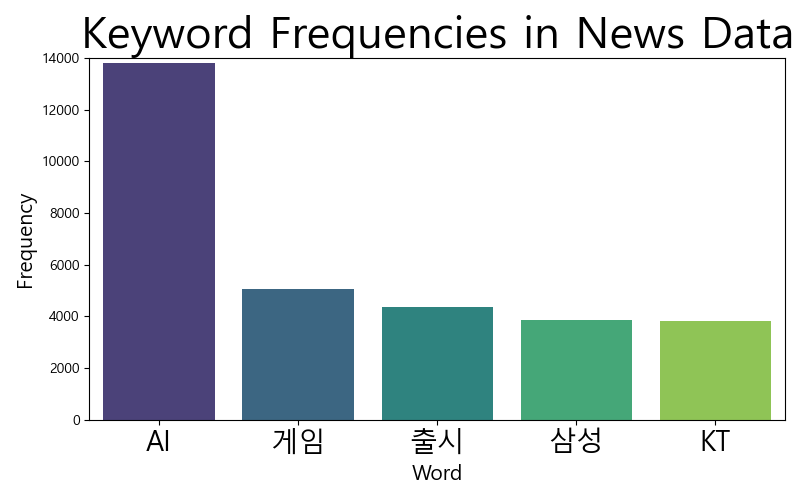 Keyword Frequencies in News Data
14000
12000
10000
8000
6000
4000
2000
0
Frequency
AI 게임 출시 삼성 KT
Word